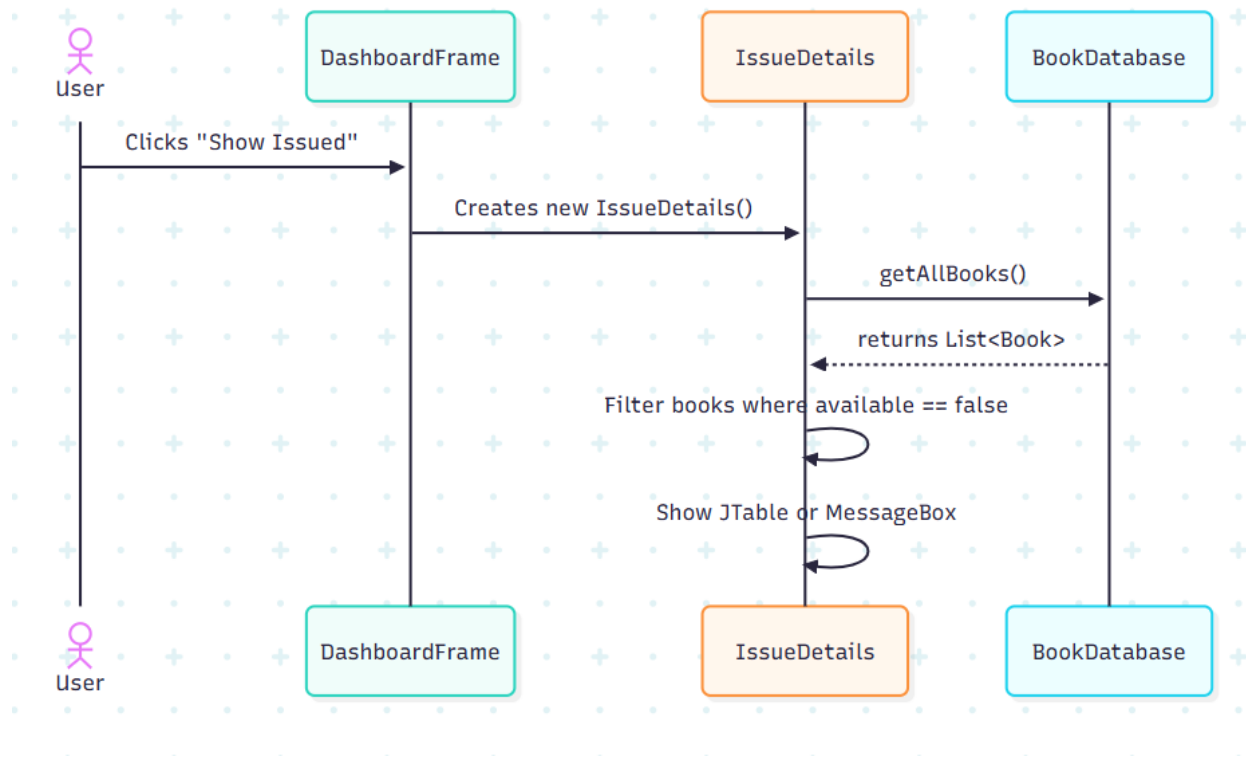 DashboardFrame
IssueDetails
BookDatabase
User
Clicks "Show Issued"
Creates new IssueDetails()
getAllBooks()
returns List<Book>
Filter books where available == false
Show JTable or MessageBox
DashboardFrame
IssueDetails
BookDatabase
User